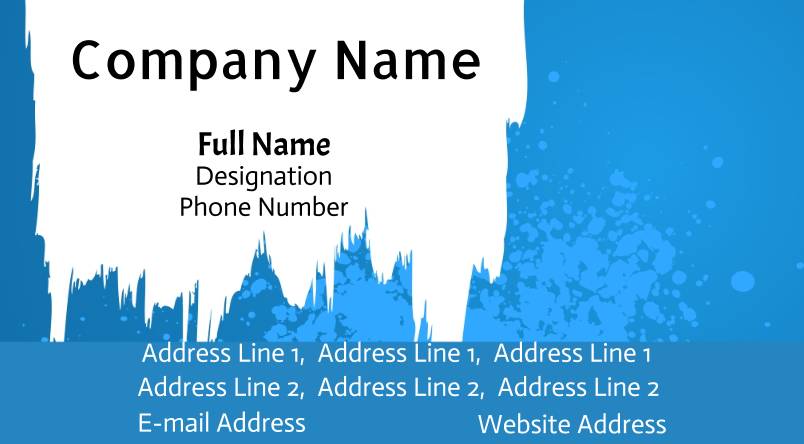 Company Name
Full Name
Designation
Phone Number
Address Line 1, Address Line 1, Address Line 1
Address Line 2, Address Line 2, Address Line 2
E-mail Address Website Address